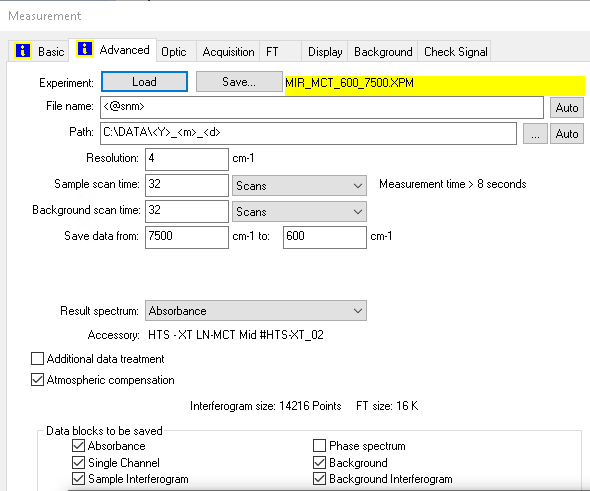 Measurement
Basic Advanced Optic Acquisition FT Display Background Check Signal
Experiment: Load Save... MIR_MCT_600_7500.XPM
File name: <@snm> Auto
Path: C:\DATA\<Y>_<m>_<d> ... Auto
Resolution: 4 cm-1
Sample scan time: 32 Scans Measurement time > 8 seconds
Background scan time: 32 Scans
Save data from: 7500 cm-1 to: 600 cm-1
Result spectrum: Absorbance
Accessory: HTS - XT LN-MCT Mid #HTS-XT_02
Additional data treatment
Atmospheric compensation
Interferogram size: 14216 Points FT size: 16 K
Data blocks to be saved
Absorbance Phase spectrum
Single Channel Background
Sample Interferogram Background Interferogram